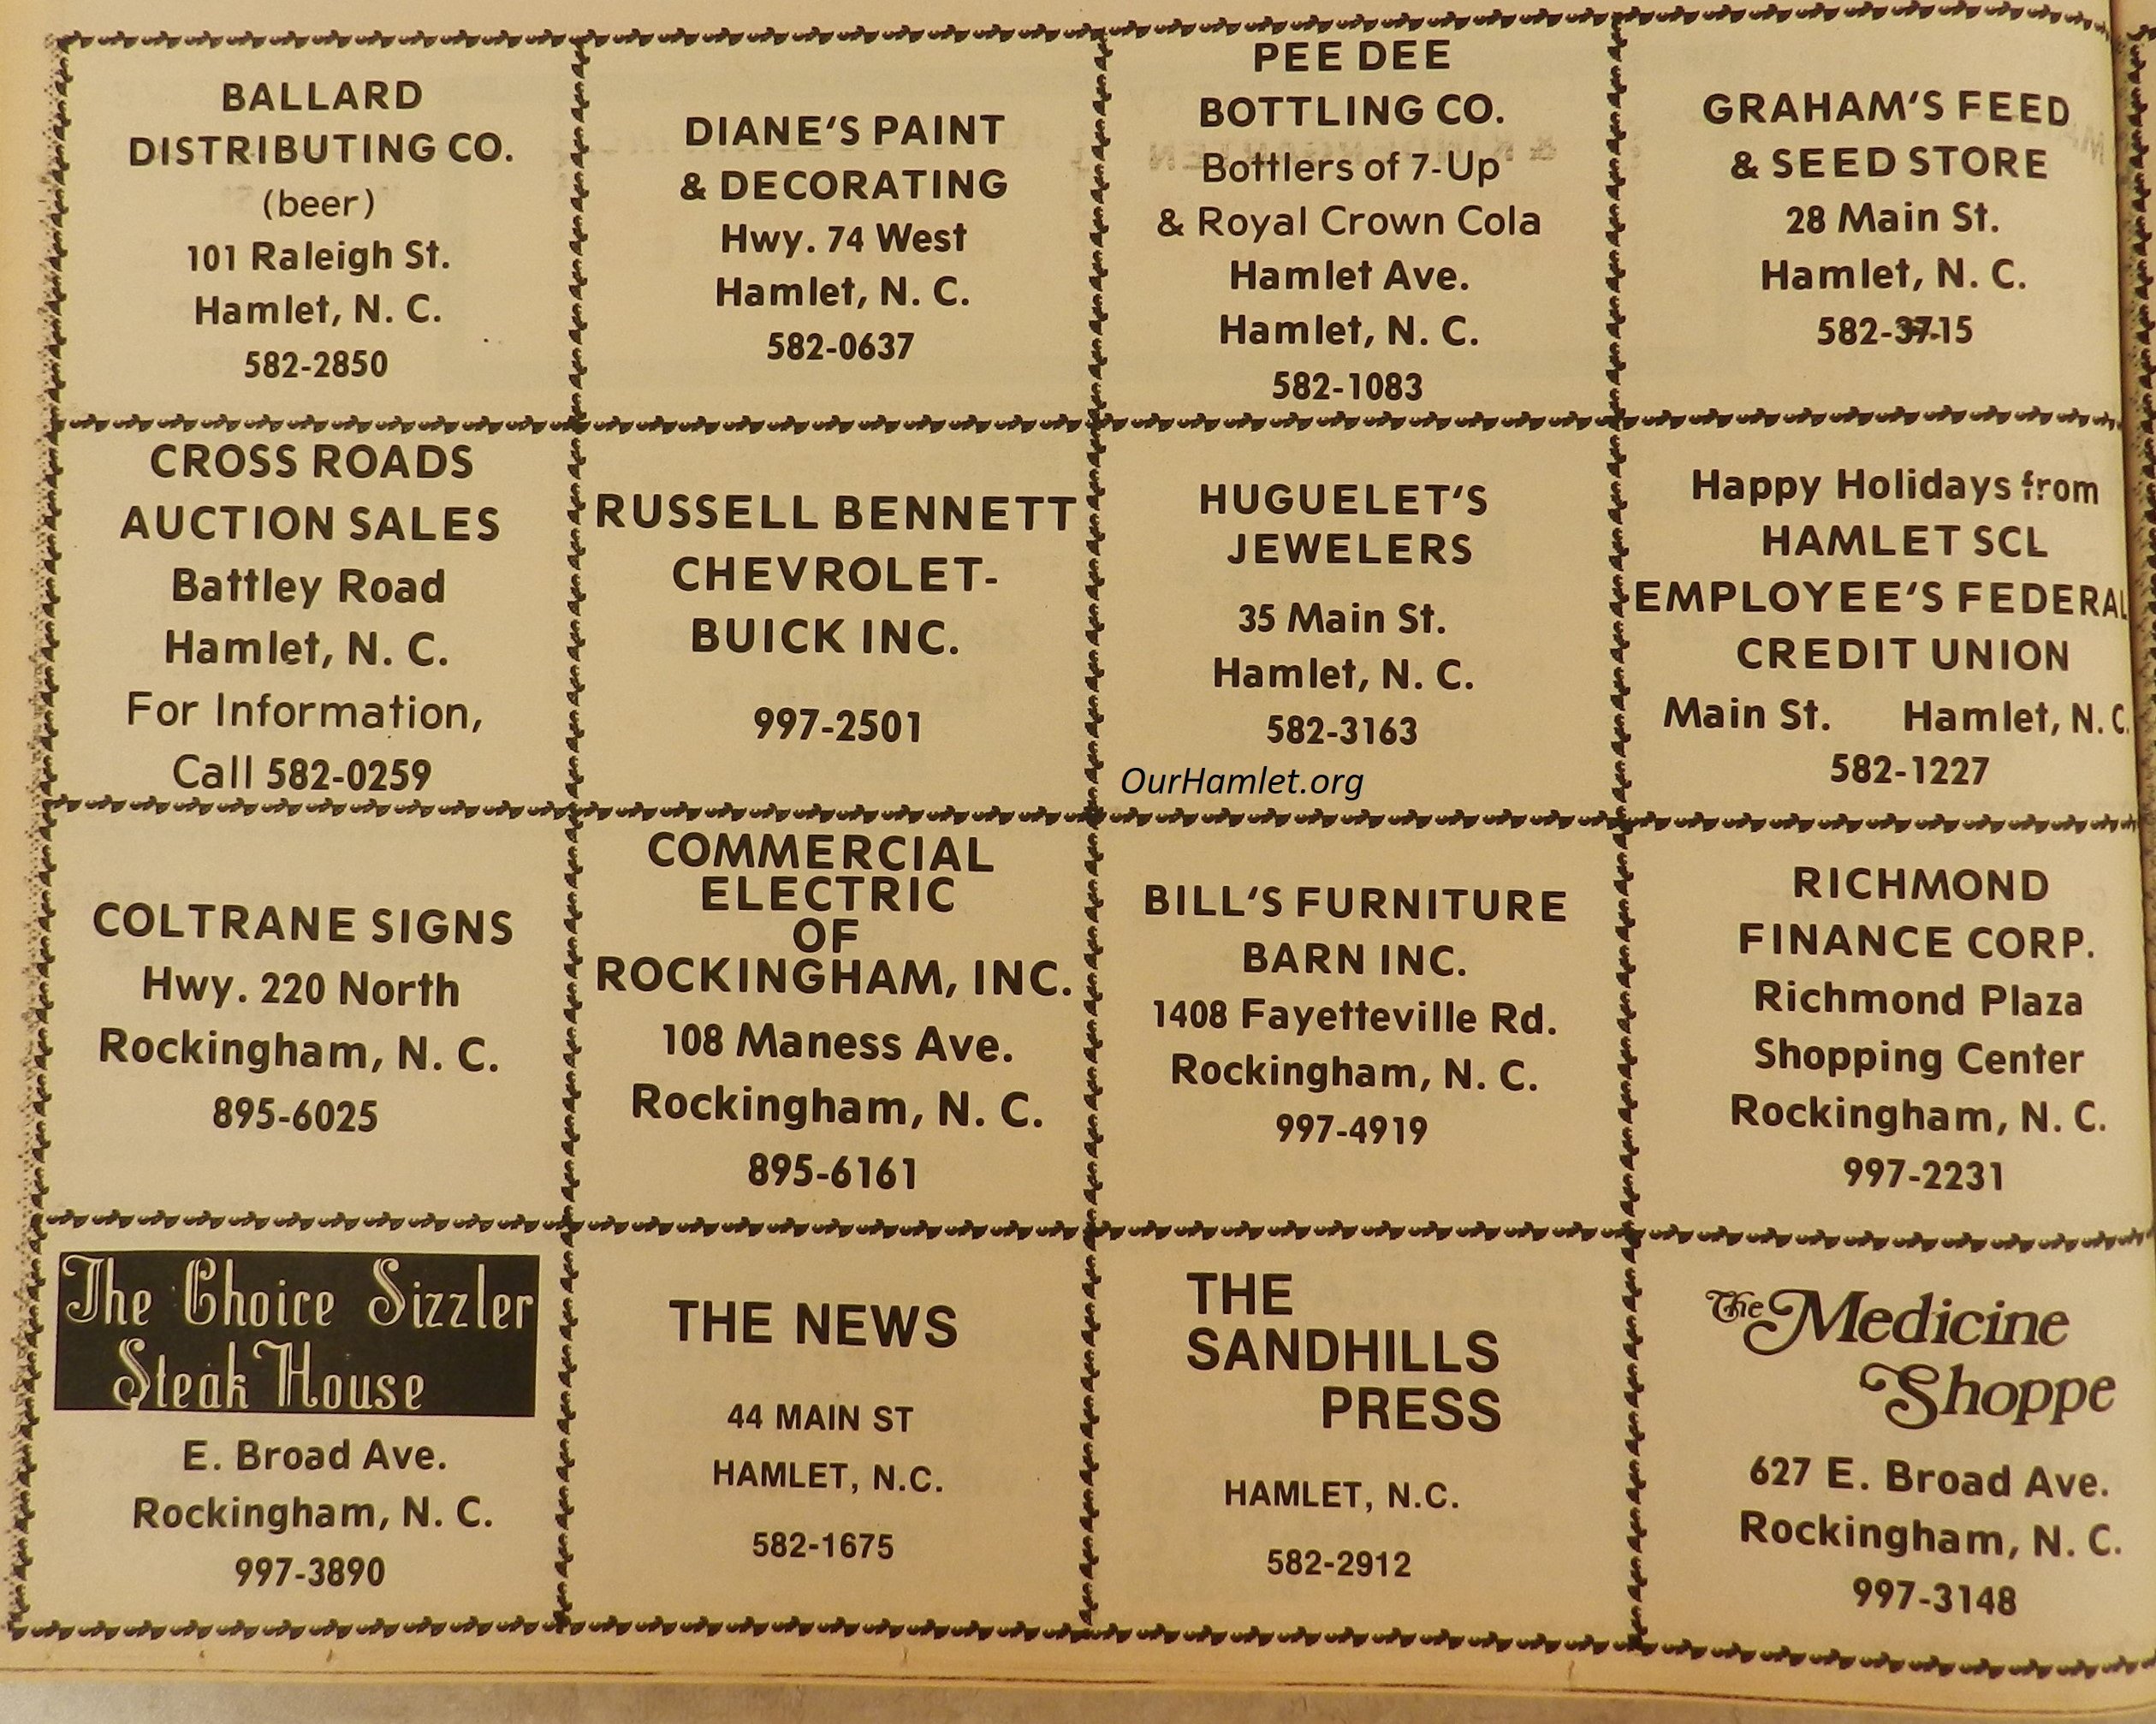 BALLARD
DISTRIBUTING CO.
(beer)
101 Raleigh St.
Hamlet, N. C.
582-2850
DIANE'S PAINT
& DECORATING
Hwy. 74 West
Hamlet, N. C.
582-0637
PEE DEE
BOTTLING CO.
Bottlers of 7-Up
& Royal Crown Cola
Hamlet Ave.
Hamlet, N. C.
582-1083
GRAHAM'S FEED
& SEED STORE
28 Main St.
Hamlet, N. C.
582-3715
CROSS ROADS
AUCTION SALES
Battley Road
Hamlet, N. C.
For Information,
Call 582-0259
RUSSELL BENNETT
CHEVROLET-
BUICK INC.
997-2501
HUGUELET'S
JEWELERS
35 Main St.
Hamlet, N. C.
582-3163
OurHamlet.org
Happy Holidays from
HAMLET SCL
EMPLOYEE'S FEDERAL
CREDIT UNION
Main St. Hamlet, N. C.
582-1227
COLTRANE SIGNS
Hwy. 220 North
Rockingham, N. C.
895-6025
COMMERCIAL
ELECTRIC
OF
ROCKINGHAM, INC.
108 Maness Ave.
Rockingham, N. C.
895-6161
BILL'S FURNITURE
BARN INC.
1408 Fayetteville Rd.
Rockingham, N. C.
997-4919
RICHMOND
FINANCE CORP.
Richmond Plaza
Shopping Center
Rockingham, N. C.
997-2231
The Choice Sizzler
Steak House
E. Broad Ave.
Rockingham, N. C.
997-3890
THE NEWS
44 MAIN ST
HAMLET, N.C.
582-1675
THE
SANDHILLS
PRESS
HAMLET, N.C.
582-2912
The Medicine
Shoppe
627 E. Broad Ave.
Rockingham, N. C.
997-3148